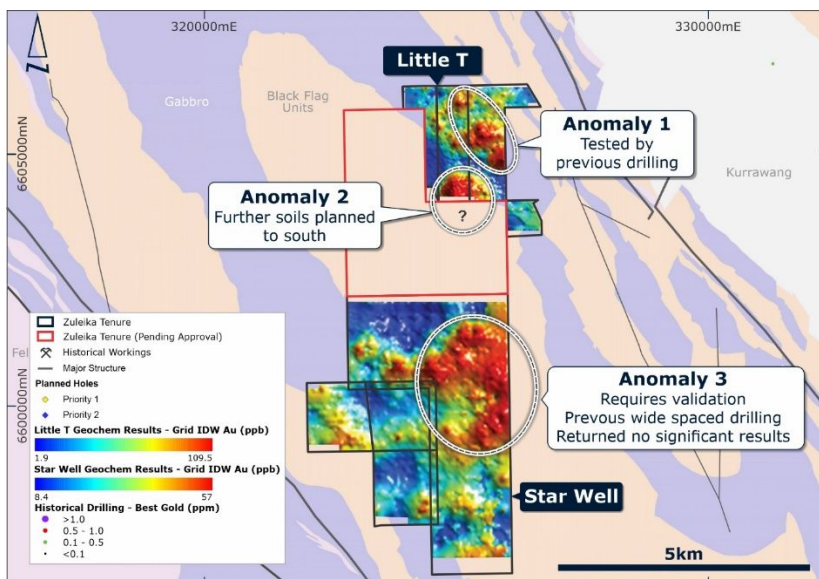 320000mE
330000mE
Little T
Gabbro
Black Flag
Units
Anomaly 1
Tested by
previous drilling
6605000mN
Kurrawang
Anomaly 2
Further soils planned
to south
?
Zuleika Tenure
Zuleika Tenure (Pending Approval)
Historical Workings
Major Structure
Planned Holes
Priority 1
Priority 2
Little T Geochem Results - Grid IDW Au (ppb)
1.9
109.5
Star Well Geochem Results - Grid IDW Au (ppb)
8.4
57
Historical Drilling - Best Gold (ppm)
>1.0
0.5 - 1.0
0.1 - 0.5
<0.1
Fel
6600000mN
Anomaly 3
Requires validation
Prevous wide spaced drilling
Returned no significant results
Star Well
5km